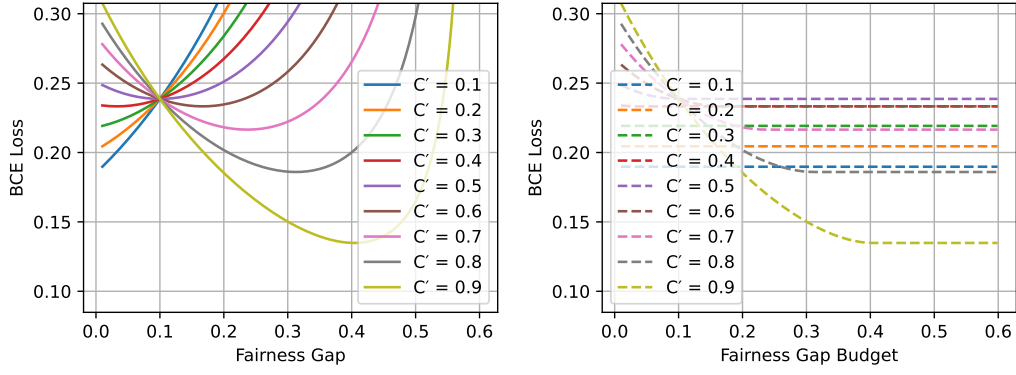 0.30
0.25
0.20
0.15
0.10
BCE Loss
0.0 0.1 0.2 0.3 0.4 0.5 0.6
Fairness Gap
C′ = 0.1
C′ = 0.2
C′ = 0.3
C′ = 0.4
C′ = 0.5
C′ = 0.6
C′ = 0.7
C′ = 0.8
C′ = 0.9
0.30
0.25
0.20
0.15
0.10
BCE Loss
0.0 0.1 0.2 0.3 0.4 0.5 0.6
Fairness Gap Budget
C′ = 0.1
C′ = 0.2
C′ = 0.3
C′ = 0.4
C′ = 0.5
C′ = 0.6
C′ = 0.7
C′ = 0.8
C′ = 0.9